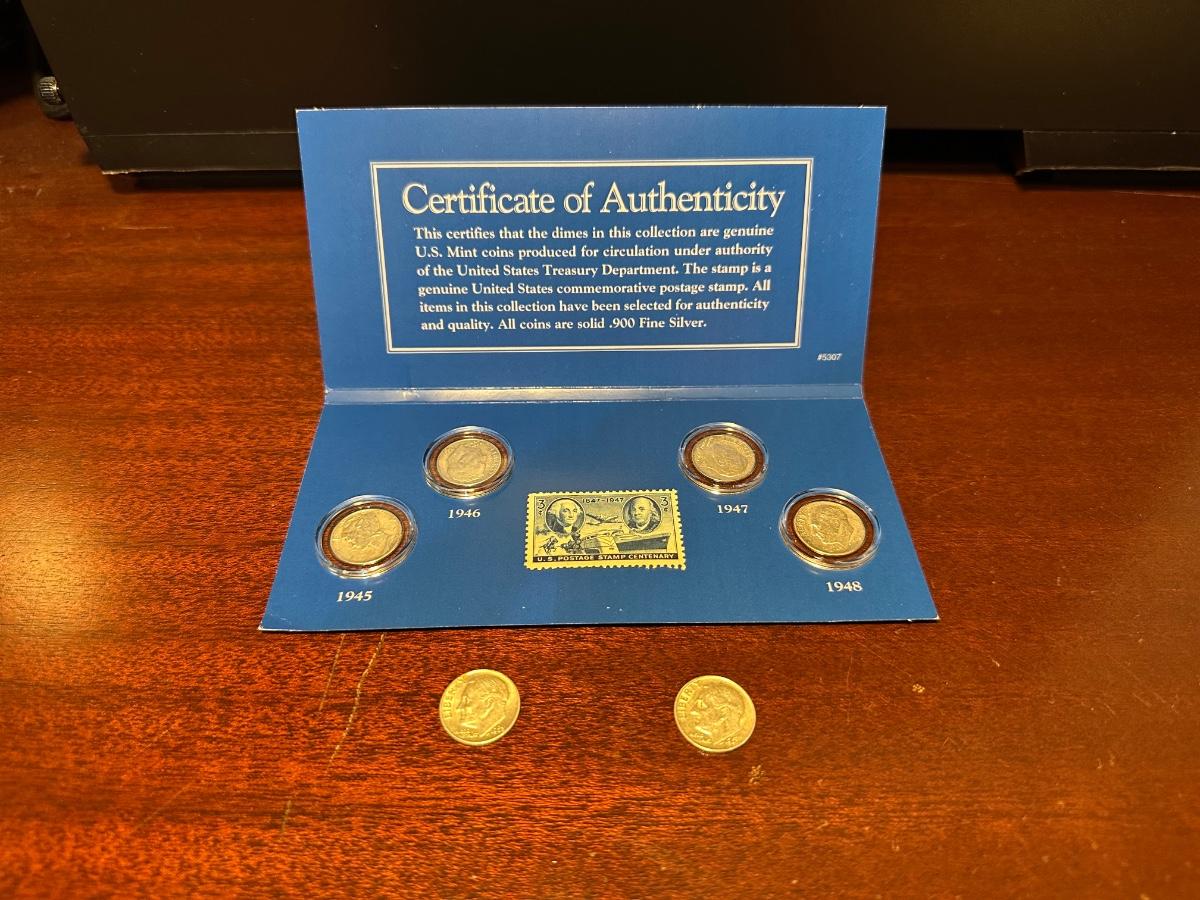 Certificate of Authenticity
This certifies that the dimes in this collection are genuine
U.S. Mint coins produced for circulation under authority
of the United States Treasury Department. The stamp is a
genuine United States commemorative postage stamp. All
items in this collection have been selected for authenticity
and quality. All coins are solid .900 Fine Silver.
#5307
1946
1947
1945
1948
3¢ 1847-1947 3¢
U.S. POSTAGE STAMP CENTENARY
LIBERTY
LIBERTY